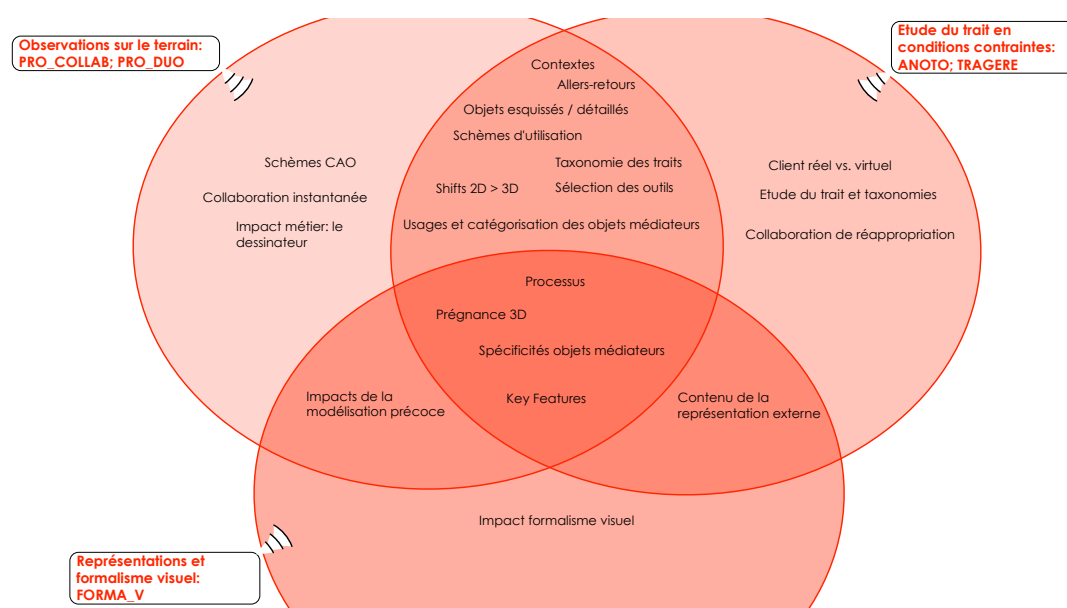 Observations sur le terrain:
PRO_COLLAB; PRO_DUO
Etude du trait en
conditions contraintes:
ANOTO; TRAGERE
Contextes
Allers-retours
Objets esquissés / détaillés
Schèmes d'utilisation
Taxonomie des traits
Shifts 2D > 3D
Sélection des outils
Usages et catégorisation des objets médiateurs
Schèmes CAO
Collaboration instantanée
Impact métier: le
dessinateur
Client réel vs. virtuel
Etude du trait et taxonomies
Collaboration de réappropriation
Processus
Prégnance 3D
Spécificités objets médiateurs
Key Features
Impacts de la
modélisation précoce
Contenu de la
représentation externe
Impact formalisme visuel
Représentations et
formalisme visuel:
FORMA_V